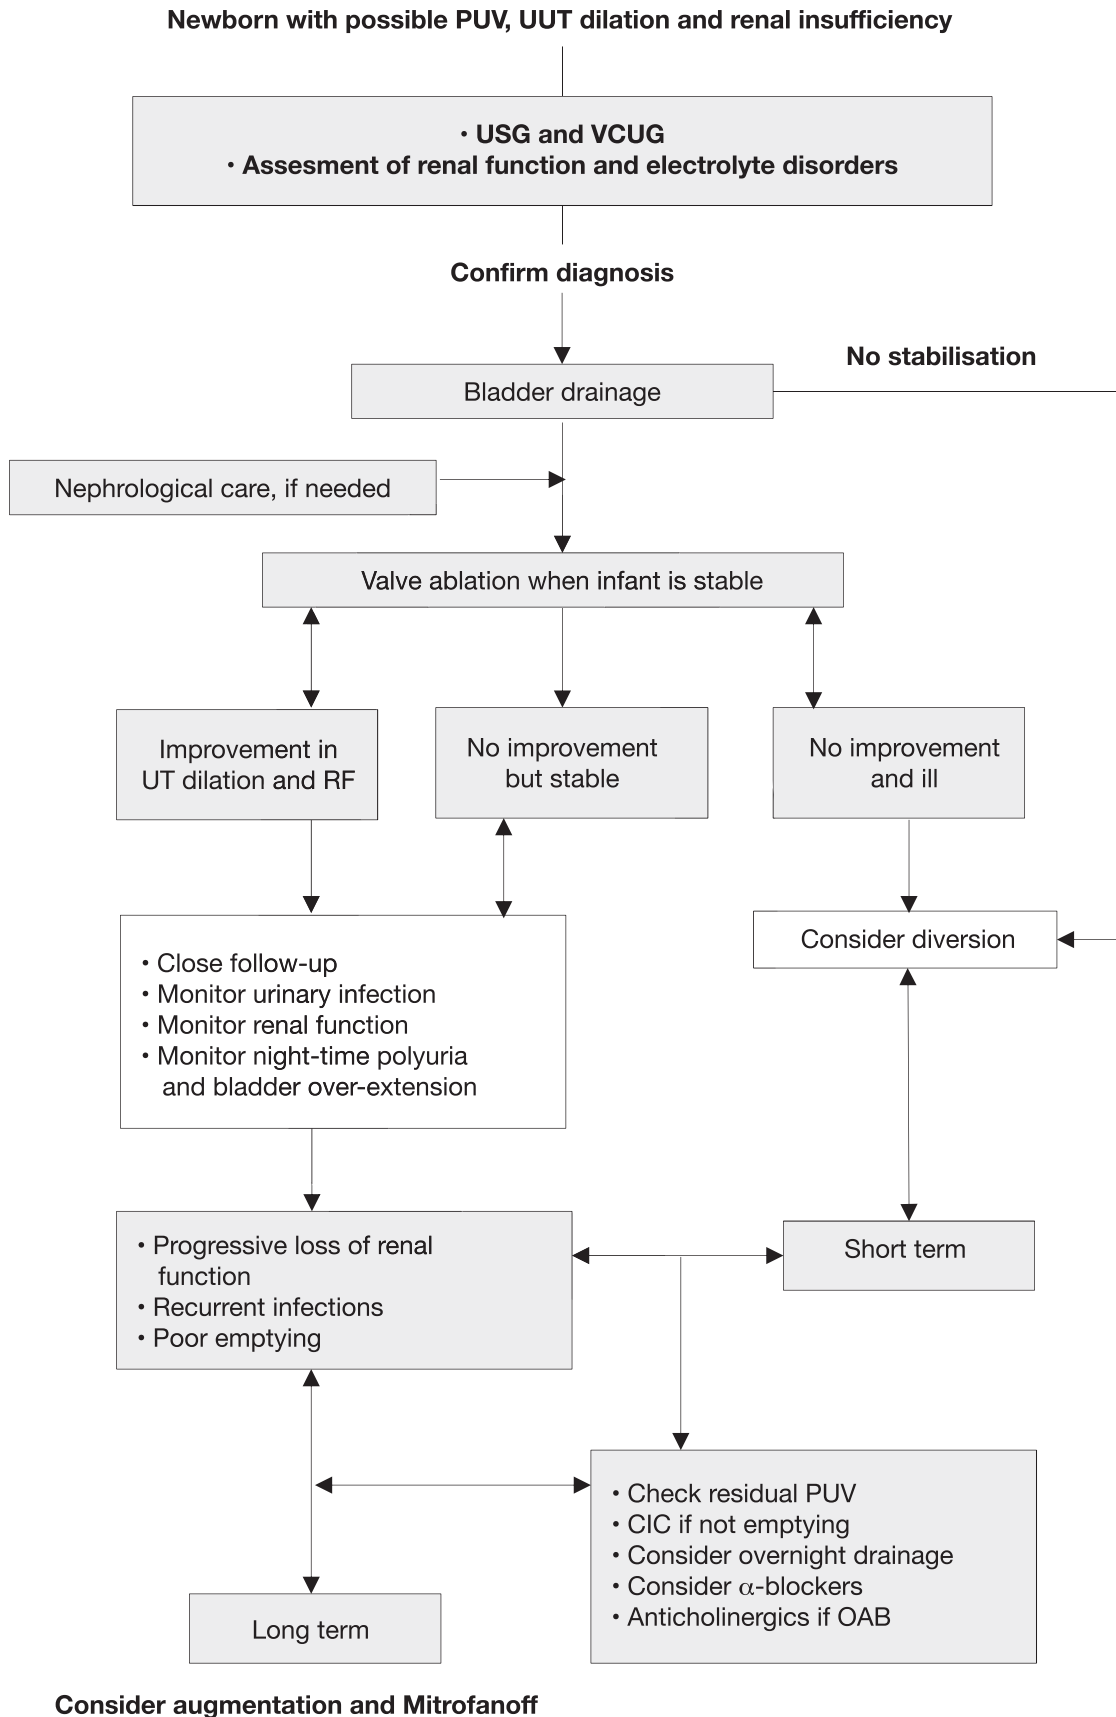 Newborn with possible PUV, UUT dilation and renal insufficiency
• USG and VCUG
• Assesment of renal function and electrolyte disorders
Confirm diagnosis
No stabilisation
Bladder drainage
Nephrological care, if needed
Valve ablation when infant is stable
Improvement in
UT dilation and RF
No improvement
but stable
No improvement
and ill
Consider diversion
• Close follow-up
• Monitor urinary infection
• Monitor renal function
• Monitor night-time polyuria
and bladder over-extension
• Progressive loss of renal
function
• Recurrent infections
• Poor emptying
Short term
• Check residual PUV
• CIC if not emptying
• Consider overnight drainage
• Consider α-blockers
• Anticholinergics if OAB
Long term
Consider augmentation and Mitrofanoff